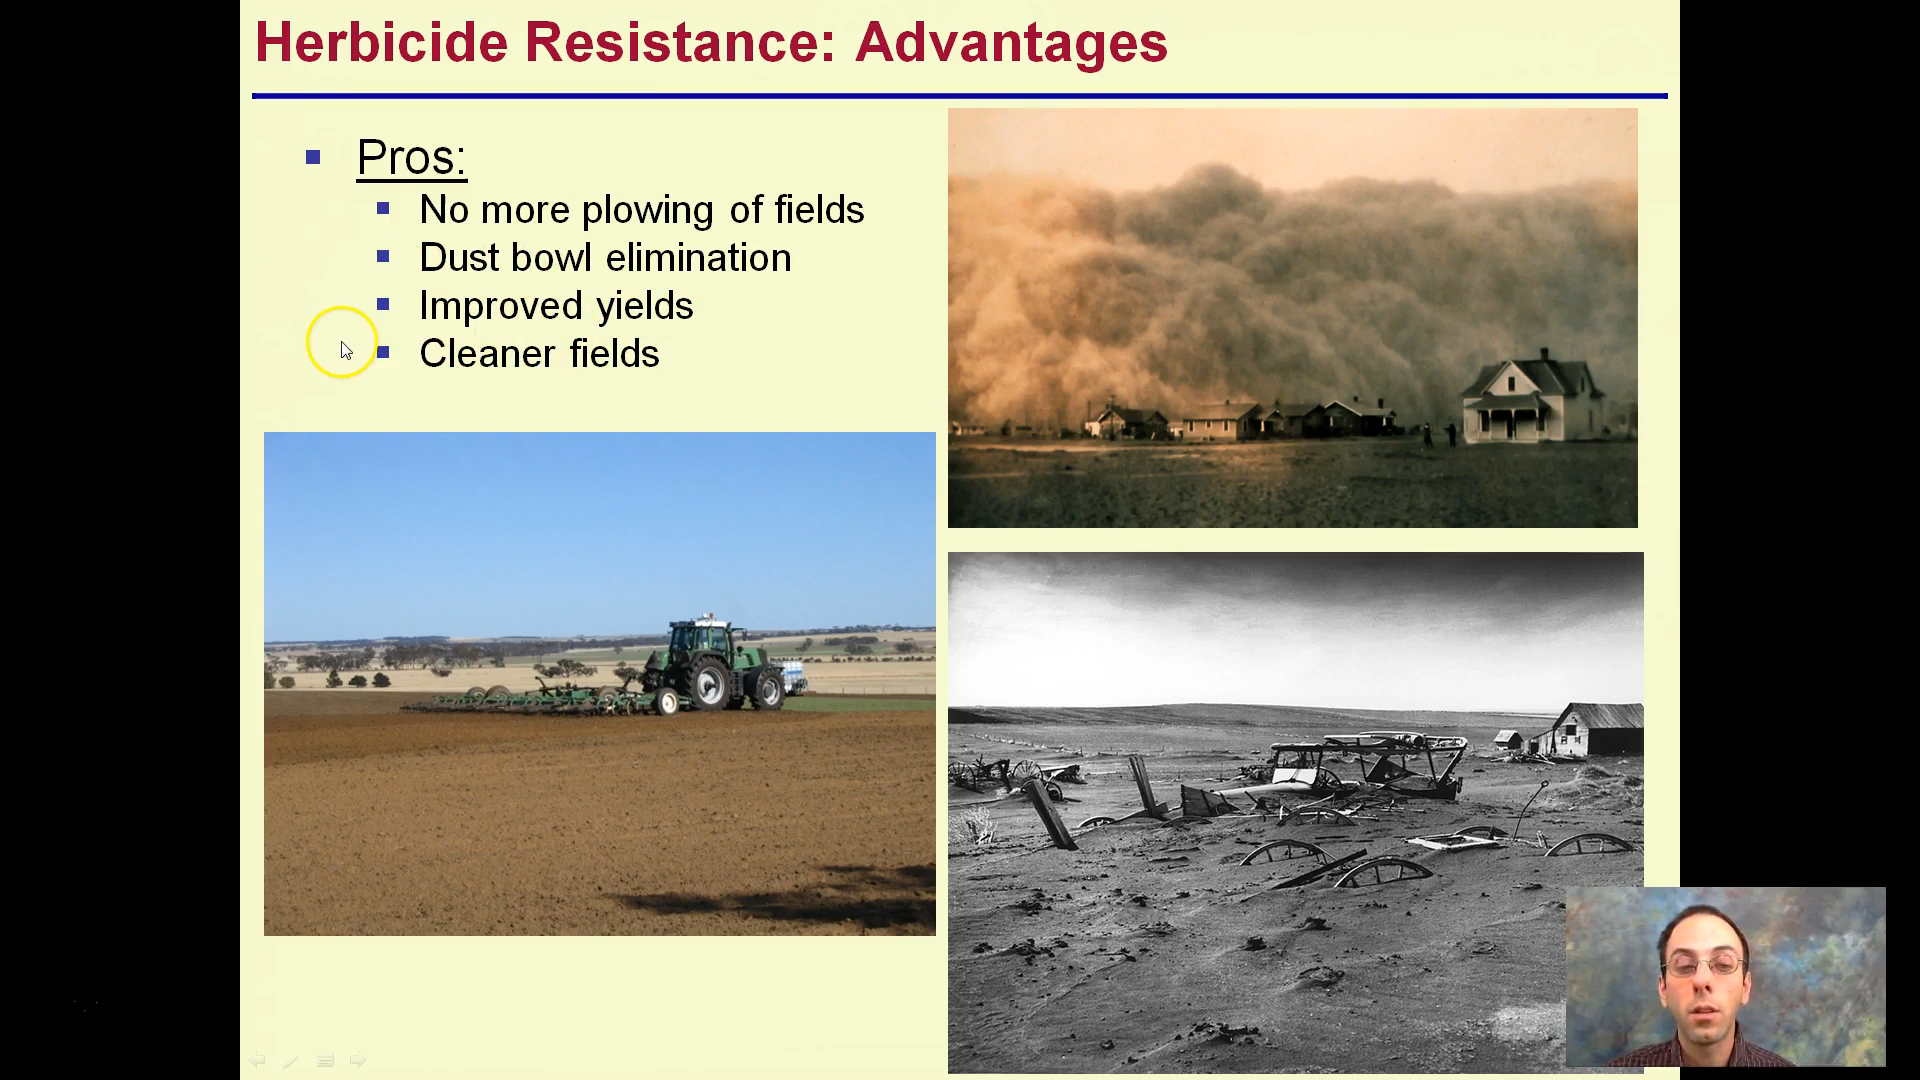 Herbicide Resistance: Advantages
Pros:
No more plowing of fields
Dust bowl elimination
Improved yields
Cleaner fields